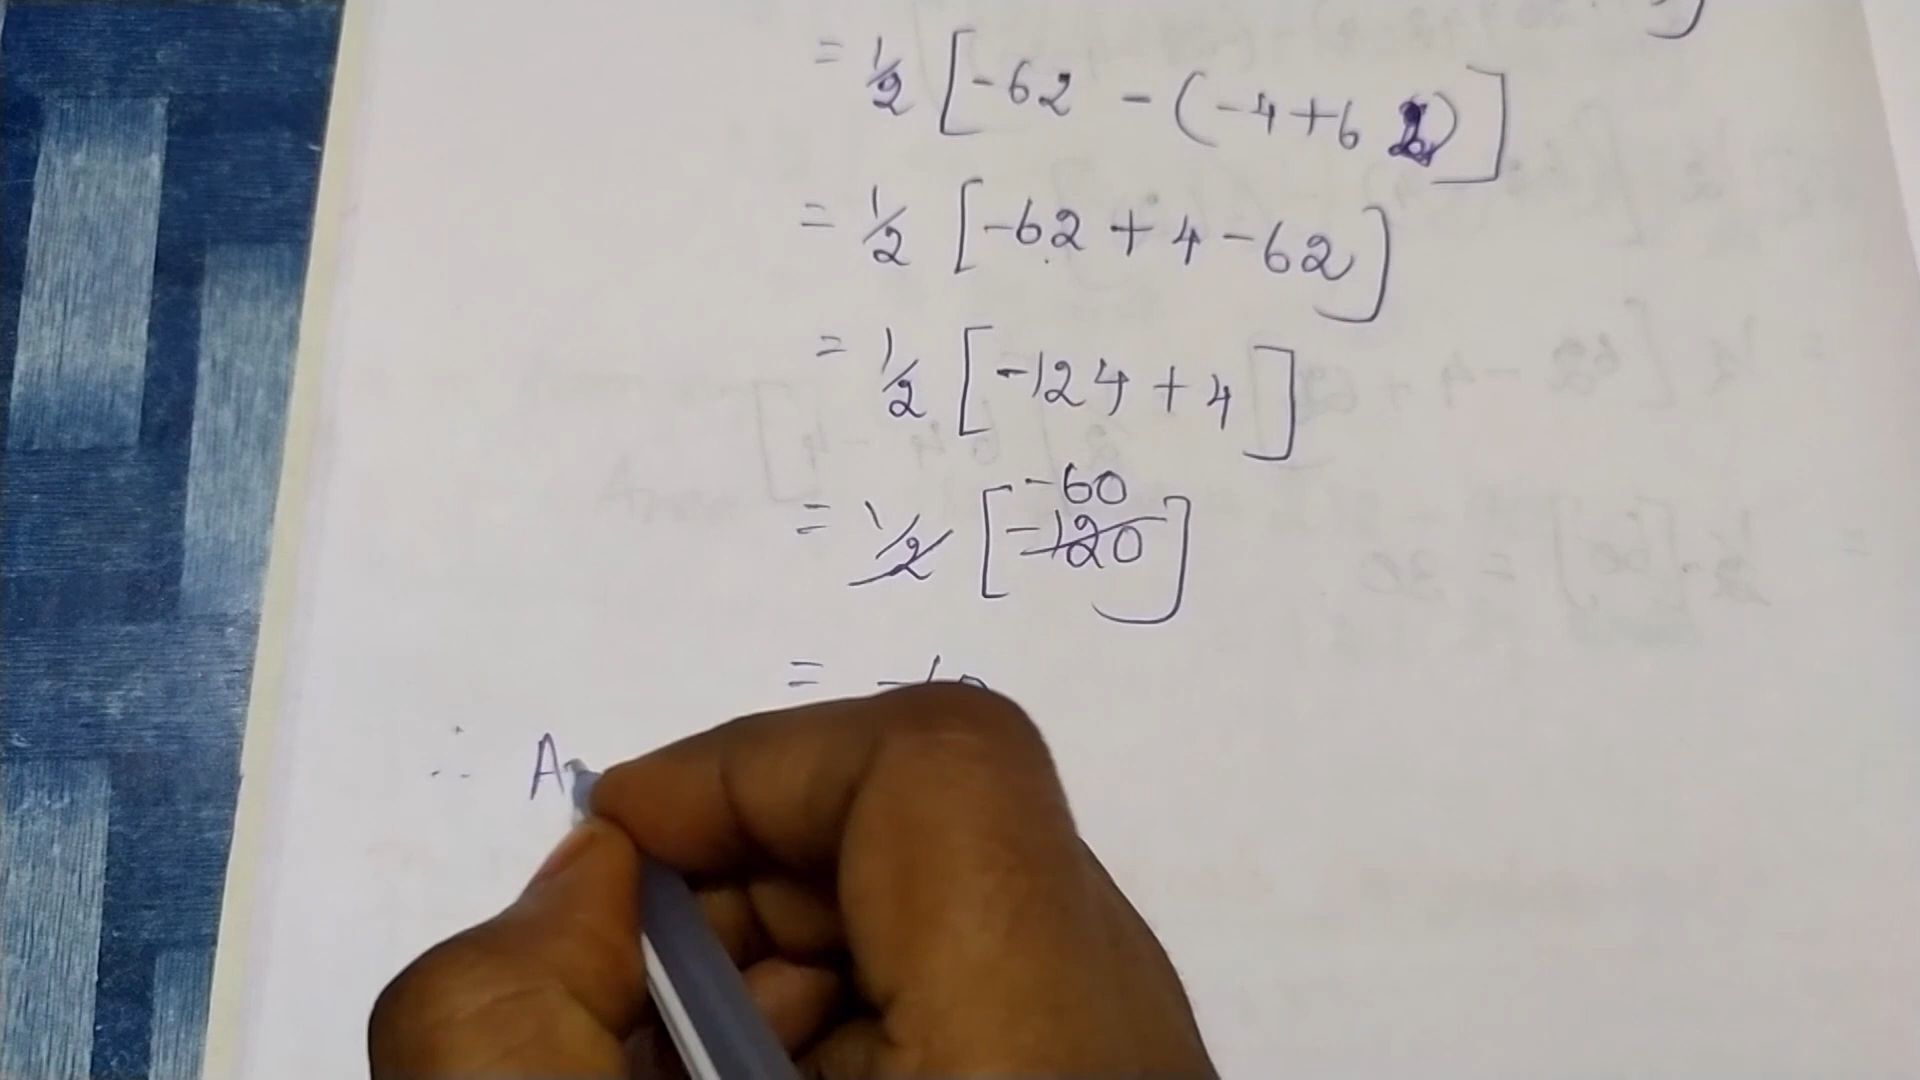 = 1/2 [-62 - (-4+62)]
= 1/2 [-62 + 4 - 62]
= 1/2 [-124 + 4]
-60
= 1/2 [-120]
=
∴ A